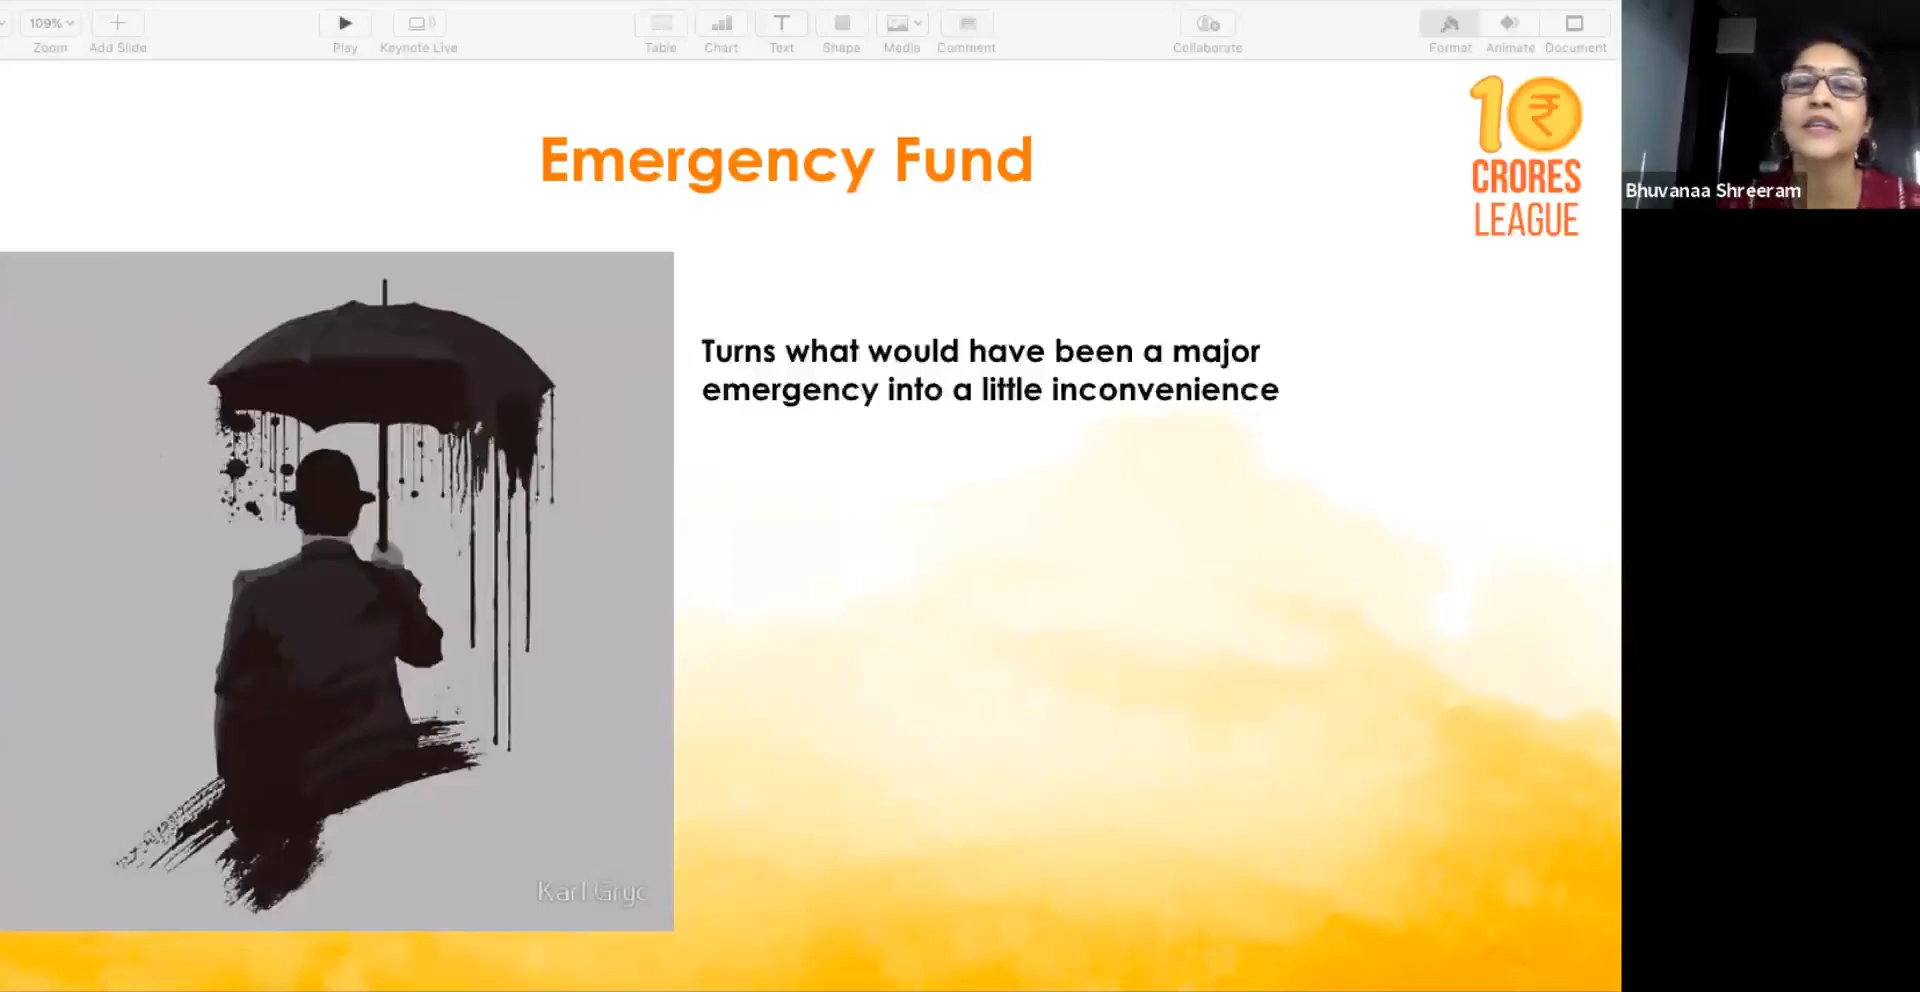 109%
Zoom
Add Slide
Play
Keynote Live
Table
Chart
Text
Shape
Media
Comment
Collaborate
Format
Animate
Document
Emergency Fund
10
CRORES
LEAGUE
Bhuvanaa Shreeram
Turns what would have been a major
emergency into a little inconvenience
Karl Gryc